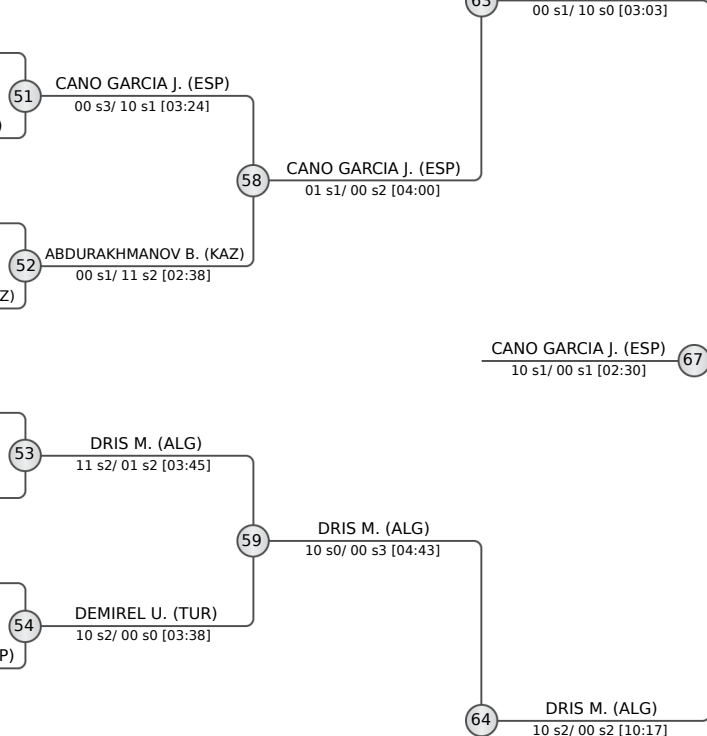 63
00 s1/ 10 s0 [03:03]
51
CANO GARCIA J. (ESP)
00 s3/ 10 s1 [03:24]
)
58
CANO GARCIA J. (ESP)
01 s1/ 00 s2 [04:00]
52
ABDURAKHMANOV B. (KAZ)
00 s1/ 11 s2 [02:38]
Z)
CANO GARCIA J. (ESP)
67
10 s1/ 00 s1 [02:30]
53
DRIS M. (ALG)
11 s2/ 01 s2 [03:45]
59
DRIS M. (ALG)
10 s0/ 00 s3 [04:43]
54
DEMIREL U. (TUR)
10 s2/ 00 s0 [03:38]
P)
64
DRIS M. (ALG)
10 s2/ 00 s2 [10:17]